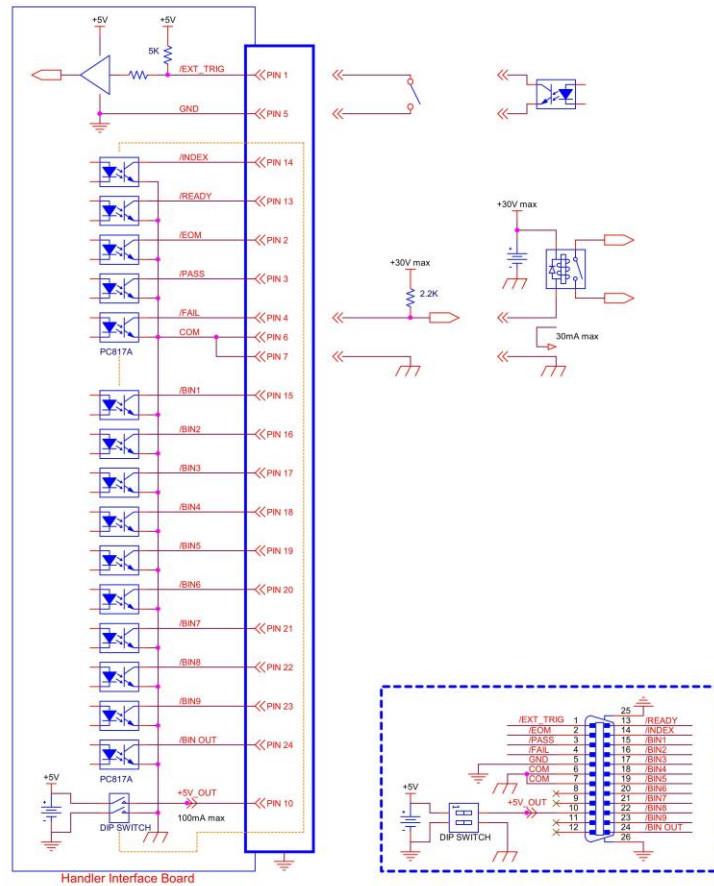 +5V +5V
5K
/EXT_TRIG PIN 1
GND PIN 5
/INDEX PIN 14
/READY PIN 13
+30V max
/EOM PIN 2
+30V max
/PASS PIN 3
2.2K
/FAIL PIN 4
COM PIN 6
30mA max
PC817A PIN 7
/BIN1 PIN 15
/BIN2 PIN 16
/BIN3 PIN 17
/BIN4 PIN 18
/BIN5 PIN 19
/BIN6 PIN 20
/BIN7 PIN 21
/BIN8 PIN 22
/BIN9 PIN 23
/BIN OUT PIN 24
PC817A
+5V
+5V_OUT PIN 10
100mA max
DIP SWITCH
Handler Interface Board
25
/EXT_TRIG 1 13 /READY
/EOM 2 14 /INDEX
/PASS 3 15 /BIN1
/FAIL 4 16 /BIN2
GND 5 17 /BIN3
COM 6 18 /BIN4
COM 7 19 /BIN5
8 20 /BIN6
+5V 9 21 /BIN7
+5V_OUT 10 22 /BIN8
11 23 /BIN9
12 24 /BIN OUT
DIP SWITCH 26